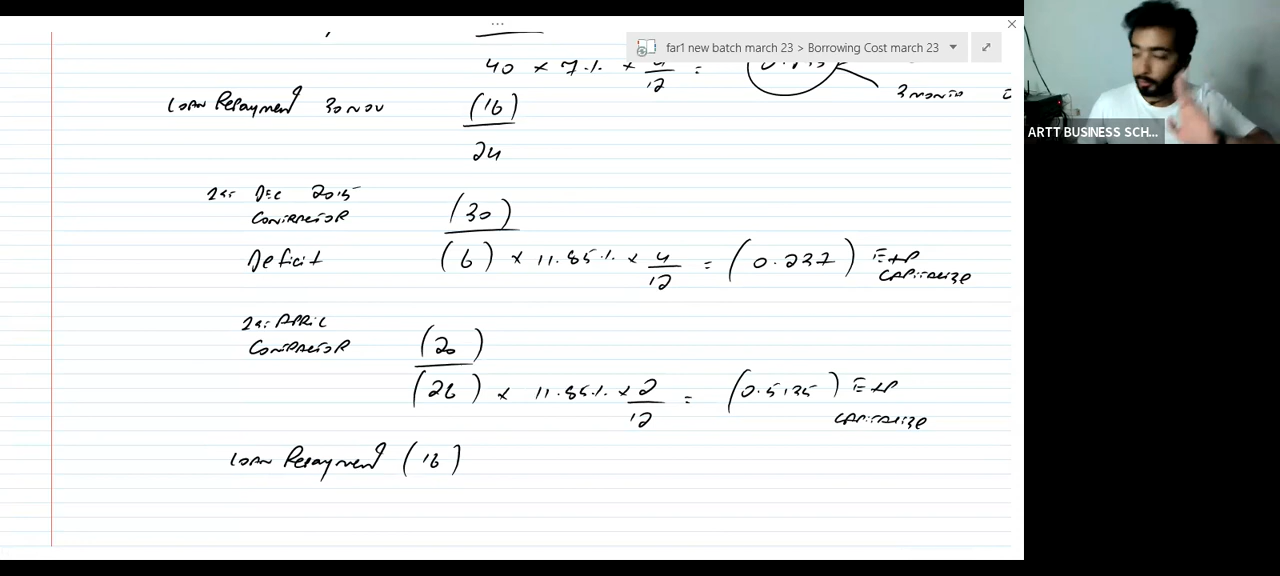 ...
far1 new batch march 23 > Borrowing Cost march 23
40 × 7% × 4/12 =
3 MONTH
LOAN Repayment 30 NOV (16)
24
1st DEC 2015
CONTRACTOR (30)
Deficit (6) × 11.85% × 4/12 = (0.237) EXP
CAPITALIZE
1st APRIL
CONTRACTOR (20)
(26) × 11.85% × 2/12 = (0.5135) EXP
CAPITALIZE
LOAN Repayment (16)
ARTT BUSINESS SCH...